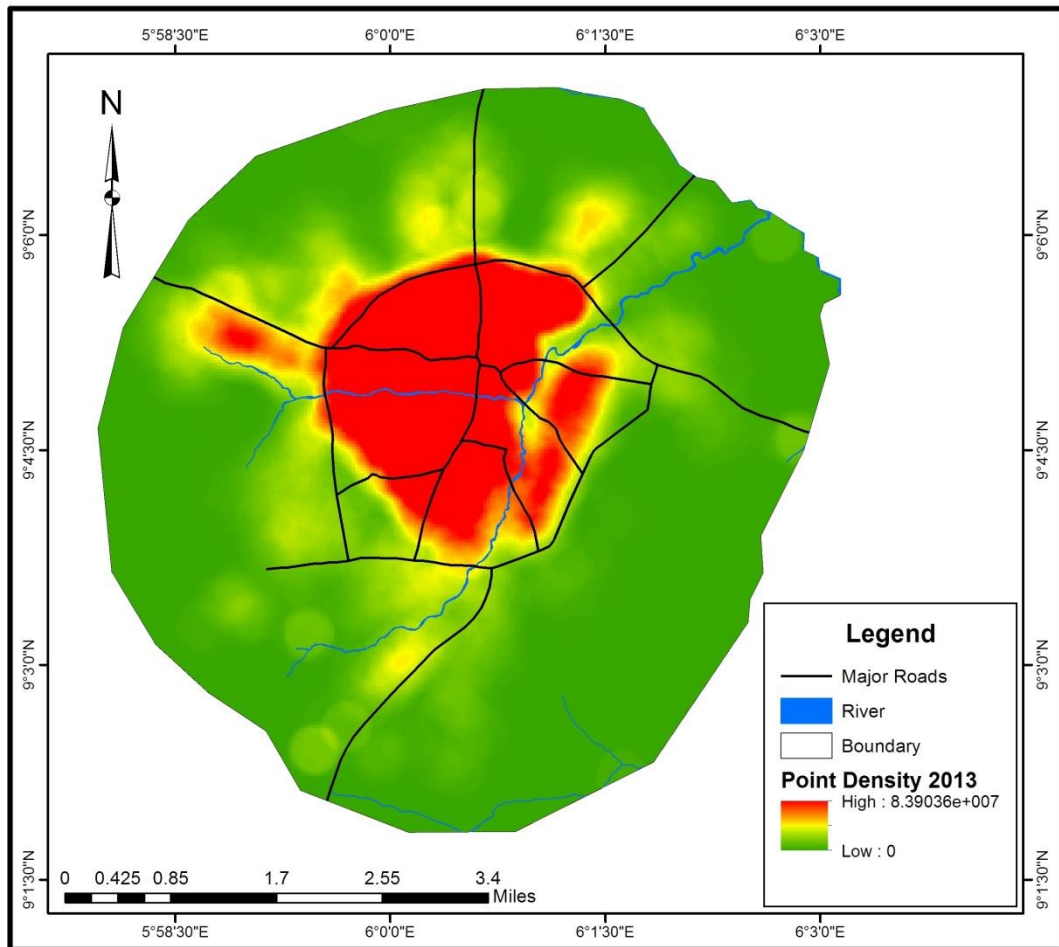 5°58'30"E 6°0'0"E 6°1'30"E 6°3'0"E
N
9°6'0"N 9°6'0"N
9°4'30"N 9°4'30"N
9°3'0"N 9°3'0"N
9°1'30"N 9°1'30"N
Legend
Major Roads
River
Boundary
Point Density 2013
High : 8.39036e+007
Low : 0
0 0.425 0.85 1.7 2.55 3.4
Miles
5°58'30"E 6°0'0"E 6°1'30"E 6°3'0"E